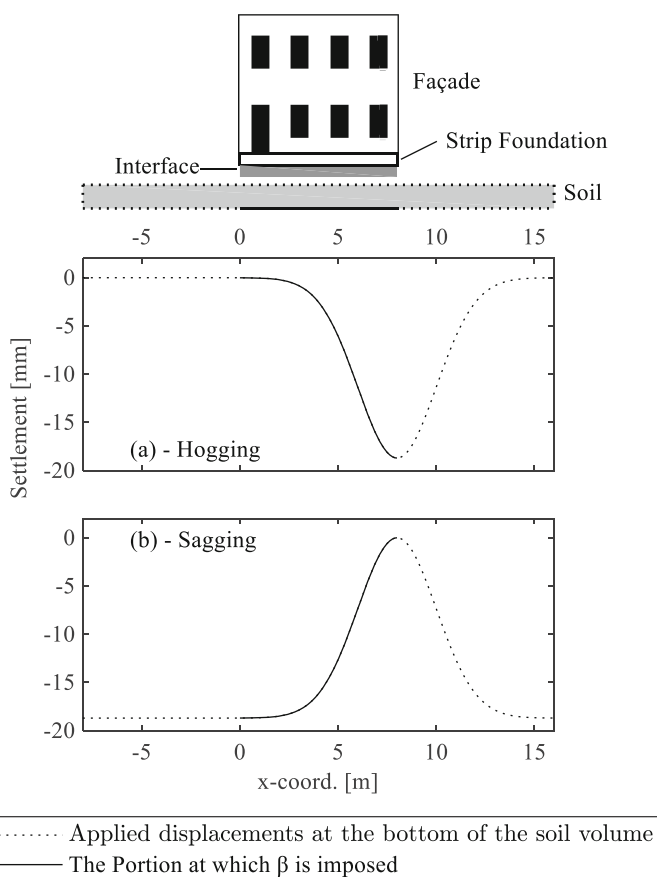 Façade
Strip Foundation
Interface
Soil
-5 0 5 10 15
0
-5
-10
-15
-20
Settlement [mm]
(a) - Hogging
0
-5
-10
-15
-20
(b) - Sagging
-5 0 5 10 15
x-coord. [m]
Applied displacements at the bottom of the soil volume
The Portion at which β is imposed